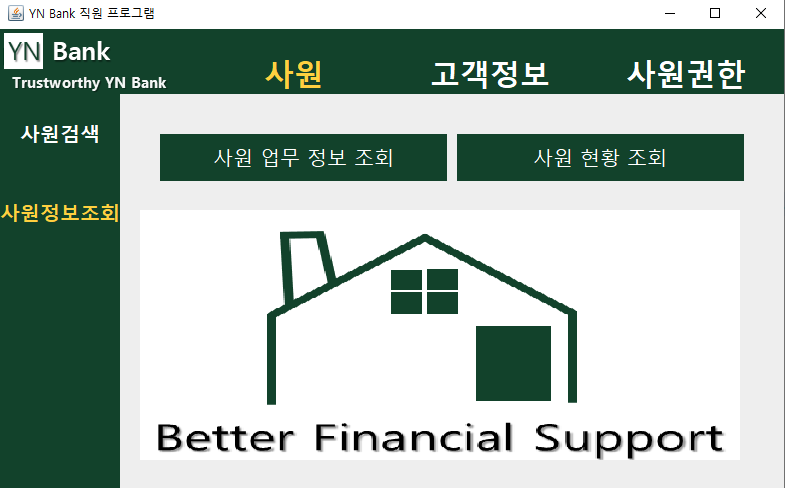 YN Bank 직원 프로그램
YN Bank
Trustworthy YN Bank
사원
고객정보
사원권한
사원검색
사원정보조회
사원 업무 정보 조회
사원 현황 조회
Better Financial Support